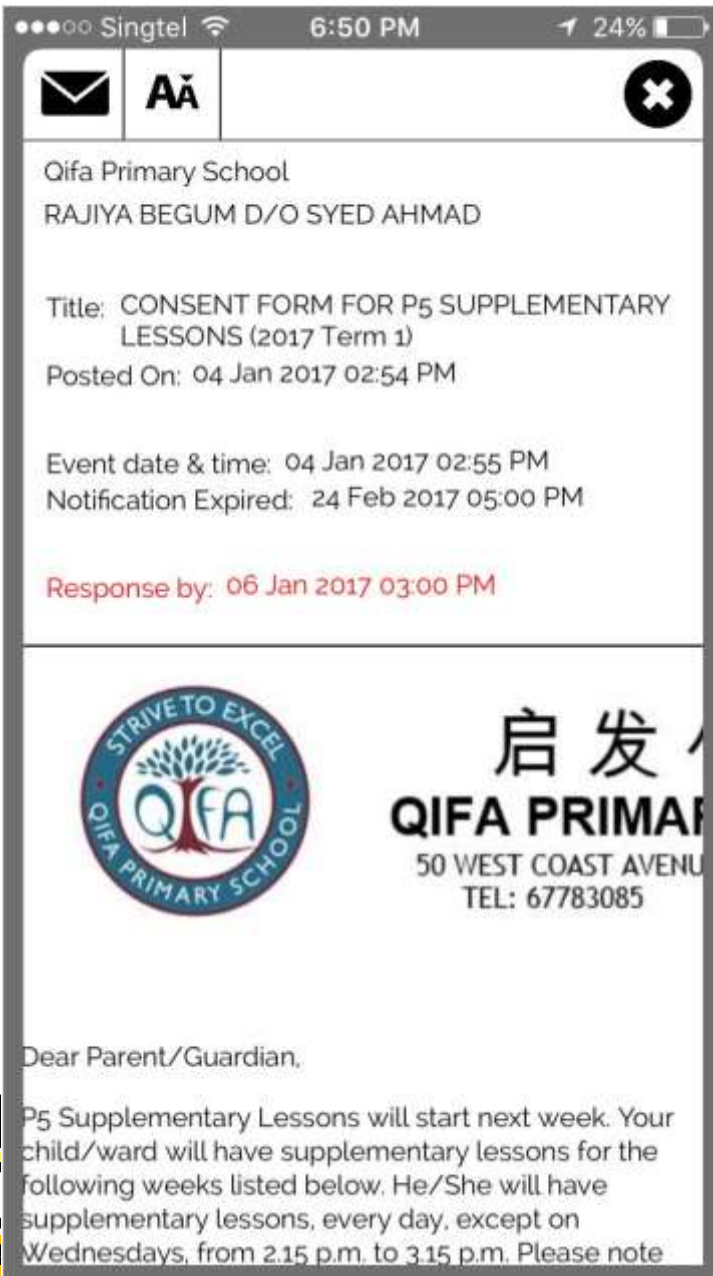 Singtel 6:50 PM 24%
AA
Qifa Primary School
RAJIYA BEGUM D/O SYED AHMAD
Title: CONSENT FORM FOR P5 SUPPLEMENTARY
LESSONS (2017 Term 1)
Posted On: 04 Jan 2017 02:54 PM
Event date & time: 04 Jan 2017 02:55 PM
Notification Expired: 24 Feb 2017 05:00 PM
Response by: 06 Jan 2017 03:00 PM
STRIVE TO EXCEL
QIFA
QIFA PRIMARY SCHOOL
启发
QIFA PRIMAR
50 WEST COAST AVENU
TEL: 67783085
Dear Parent/Guardian,
P5 Supplementary Lessons will start next week. Your
child/ward will have supplementary lessons for the
following weeks listed below. He/She will have
supplementary lessons, every day, except on
Wednesdays, from 2.15 p.m. to 3.15 p.m. Please note